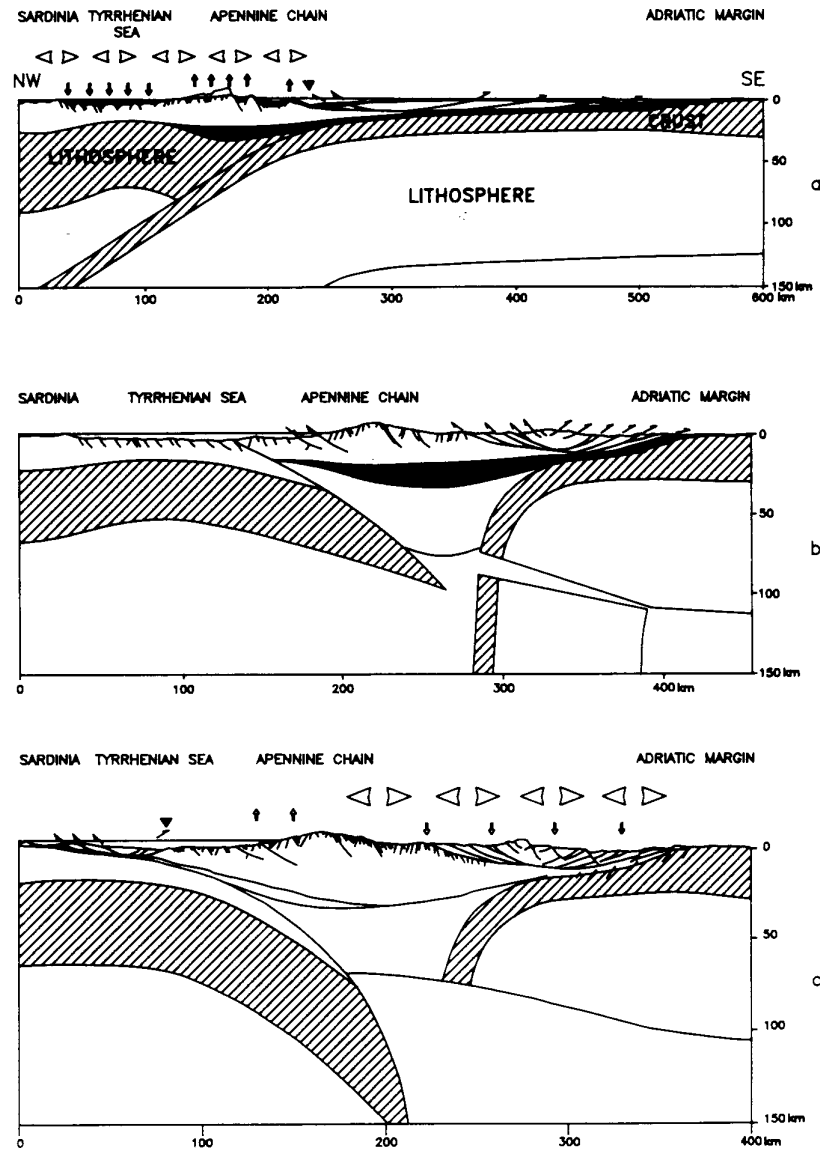 SARDINIA TYRRHENIAN SEA APENNINE CHAIN ADRIATIC MARGIN
NW SE
0
CRUST
LITHOSPHERE
50
LITHOSPHERE
a
100
150
0 100 200 300 400 500 600 km
SARDINIA TYRRHENIAN SEA APENNINE CHAIN ADRIATIC MARGIN
0
50
b
100
150 km
0 100 200 300 400 km
SARDINIA TYRRHENIAN SEA APENNINE CHAIN ADRIATIC MARGIN
0
50
c
100
150 km
0 100 200 300 400 km